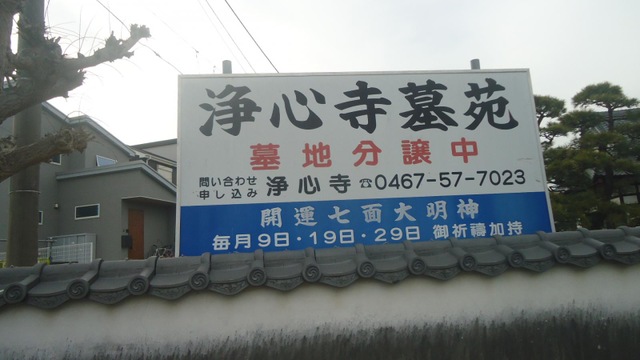 浄心寺墓苑
墓地分譲中
問い合わせ
申し込み
浄心寺 ☎0467-57-7023
開運七面大明神
毎月9日・19日・29日 御祈禱加持